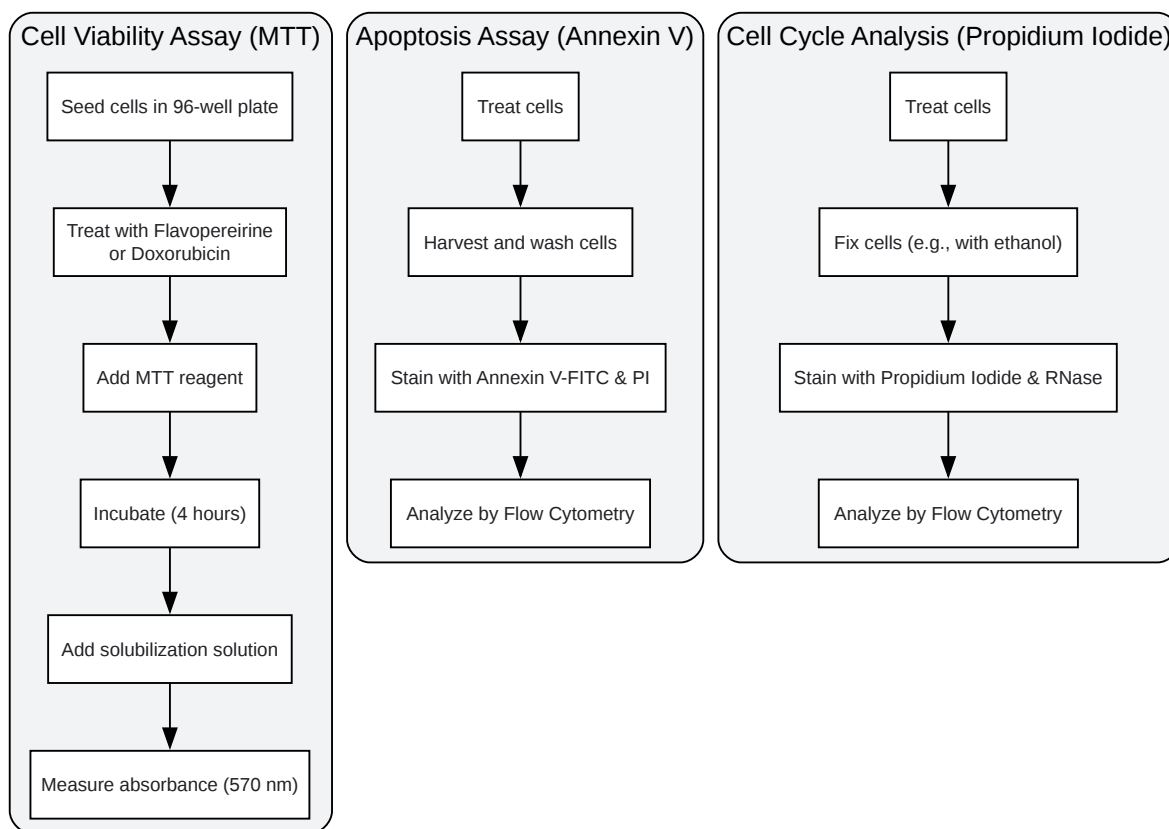 Cell Viability Assay (MTT)
Seed cells in 96-well plate
Treat with Flavopereirine
or Doxorubicin
Add MTT reagent
Incubate (4 hours)
Add solubilization solution
Measure absorbance (570 nm)
Apoptosis Assay (Annexin V)
Treat cells
Harvest and wash cells
Stain with Annexin V-FITC & PI
Analyze by Flow Cytometry
Cell Cycle Analysis (Propidium Iodide)
Treat cells
Fix cells (e.g., with ethanol)
Stain with Propidium Iodide & RNase
Analyze by Flow Cytometry